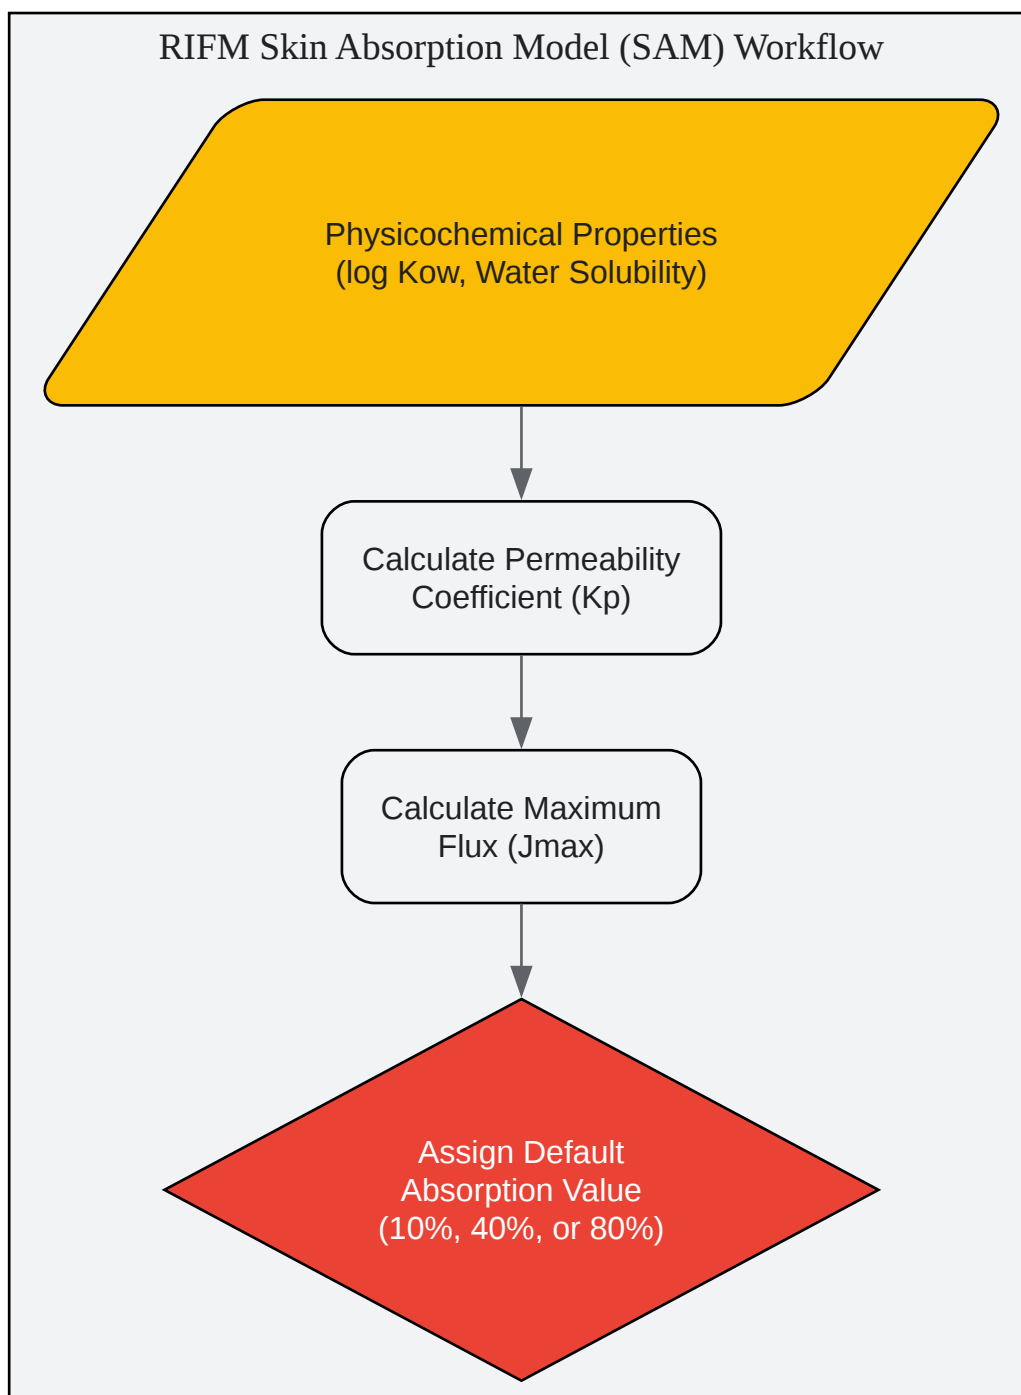 RIFM Skin Absorption Model (SAM) Workflow
Physicochemical Properties
(log Kow, Water Solubility)
Calculate Permeability
Coefficient (Kp)
Calculate Maximum
Flux (Jmax)
Assign Default
Absorption Value
(10%, 40%, or 80%)